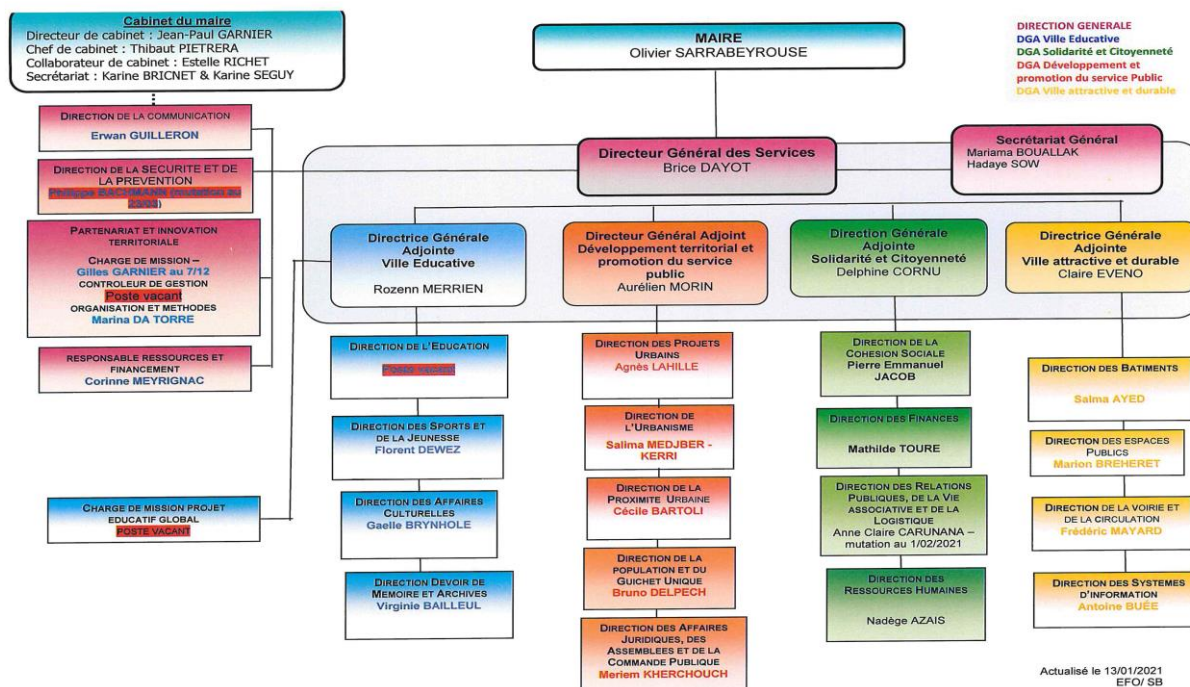 Cabinet du maire
Directeur de cabinet : Jean-Paul GARNIER
Chef de cabinet : Thibaut PIETRERA
Collaborateur de cabinet : Estelle RICHET
Secrétariat : Karine BRICNET & Karine SEGUY
MAIRE
Olivier SARRABEYROUSE
DIRECTION GENERALE
DGA Ville Educative
DGA Solidarité et Citoyenneté
DGA Développement et
promotion du service Public
DGA Ville attractive et durable
DIRECTION DE LA COMMUNICATION
Erwan GUILLERON
DIRECTION DE LA SECURITE ET DE
LA PREVENTION
Philippe BACHMANN (mutation au
23/03)
PARTENARIAT ET INNOVATION
TERRITORIALE
CHARGE DE MISSION –
Gilles GARNIER au 7/12
CONTROLEUR DE GESTION
Poste vacant
ORGANISATION ET METHODES
Marina DA TORRE
RESPONSABLE RESSOURCES ET
FINANCEMENT
Corinne MEYRIGNAC
CHARGE DE MISSION PROJET
EDUCATIF GLOBAL
POSTE VACANT
Directeur Général des Services
Brice DAYOT
Secrétariat Général
Mariama BOUALLAK
Hadaye SOW
Directrice Générale
Adjointe
Ville Educative
Rozenn MERRIEN
Directeur Général Adjoint
Développement territorial et
promotion du service
public
Aurélien MORIN
Direction Générale
Adjointe
Solidarité et Citoyenneté
Delphine CORNU
Directrice Générale
Adjointe
Ville attractive et durable
Claire EVENO
DIRECTION DE L'EDUCATION
Poste vacant
DIRECTION DES SPORTS ET
DE LA JEUNESSE
Florent DEWEZ
DIRECTION DES AFFAIRES
CULTURELLES
Gaelle BRYNHOLE
DIRECTION DEVOIR DE
MEMOIRE ET ARCHIVES
Virginie BAILLEUL
DIRECTION DES PROJETS
URBAINS
Agnès LAHILLE
DIRECTION DE
L'URBANISME
Salima MEDJBER -
KERRI
DIRECTION DE LA
PROXIMITE URBAINE
Cécile BARTOLI
DIRECTION DE LA
POPULATION ET DU
GUICHET UNIQUE
Bruno DELPECH
DIRECTION DES AFFAIRES
JURIDIQUES, DES
ASSEMBLEES ET DE LA
COMMANDE PUBLIQUE
Meriem KHERCHOUCH
DIRECTION DE LA
COHESION SOCIALE
Pierre Emmanuel
JACOB
DIRECTION DES FINANCES
Mathilde TOURE
DIRECTION DES RELATIONS
PUBLIQUES, DE LA VIE
ASSOCIATIVE ET DE LA
LOGISTIQUE
Anne Claire CARUNANA –
mutation au 1/02/2021
DIRECTION DES
RESSOURCES HUMAINES
Nadège AZAIS
DIRECTION DES BATIMENTS
Salma AYED
DIRECTION DES ESPACES
PUBLICS
Marion BREHERET
DIRECTION DE LA VOIRIE ET
DE LA CIRCULATION
Frédéric MAYARD
DIRECTION DES SYSTEMES
D'INFORMATION
Antoine BUÉE
Actualisé le 13/01/2021
EFO/ SB